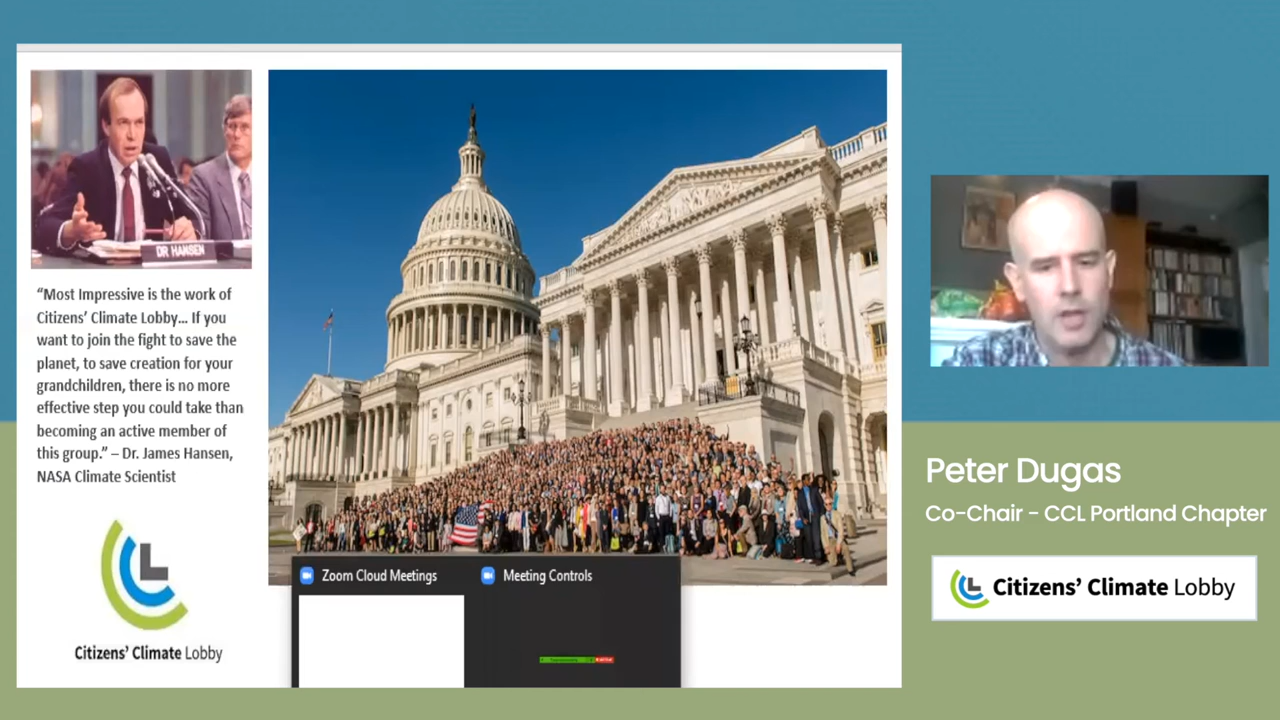 DR HANSEN
“Most Impressive is the work of
Citizens’ Climate Lobby... If you
want to join the fight to save the
planet, to save creation for your
grandchildren, there is no more
effective step you could take than
becoming an active member of
this group.” – Dr. James Hansen,
NASA Climate Scientist
CL
Citizens’ Climate Lobby
Zoom Cloud Meetings
Meeting Controls
Peter Dugas
Co-Chair - CCL Portland Chapter
CL Citizens’ Climate Lobby